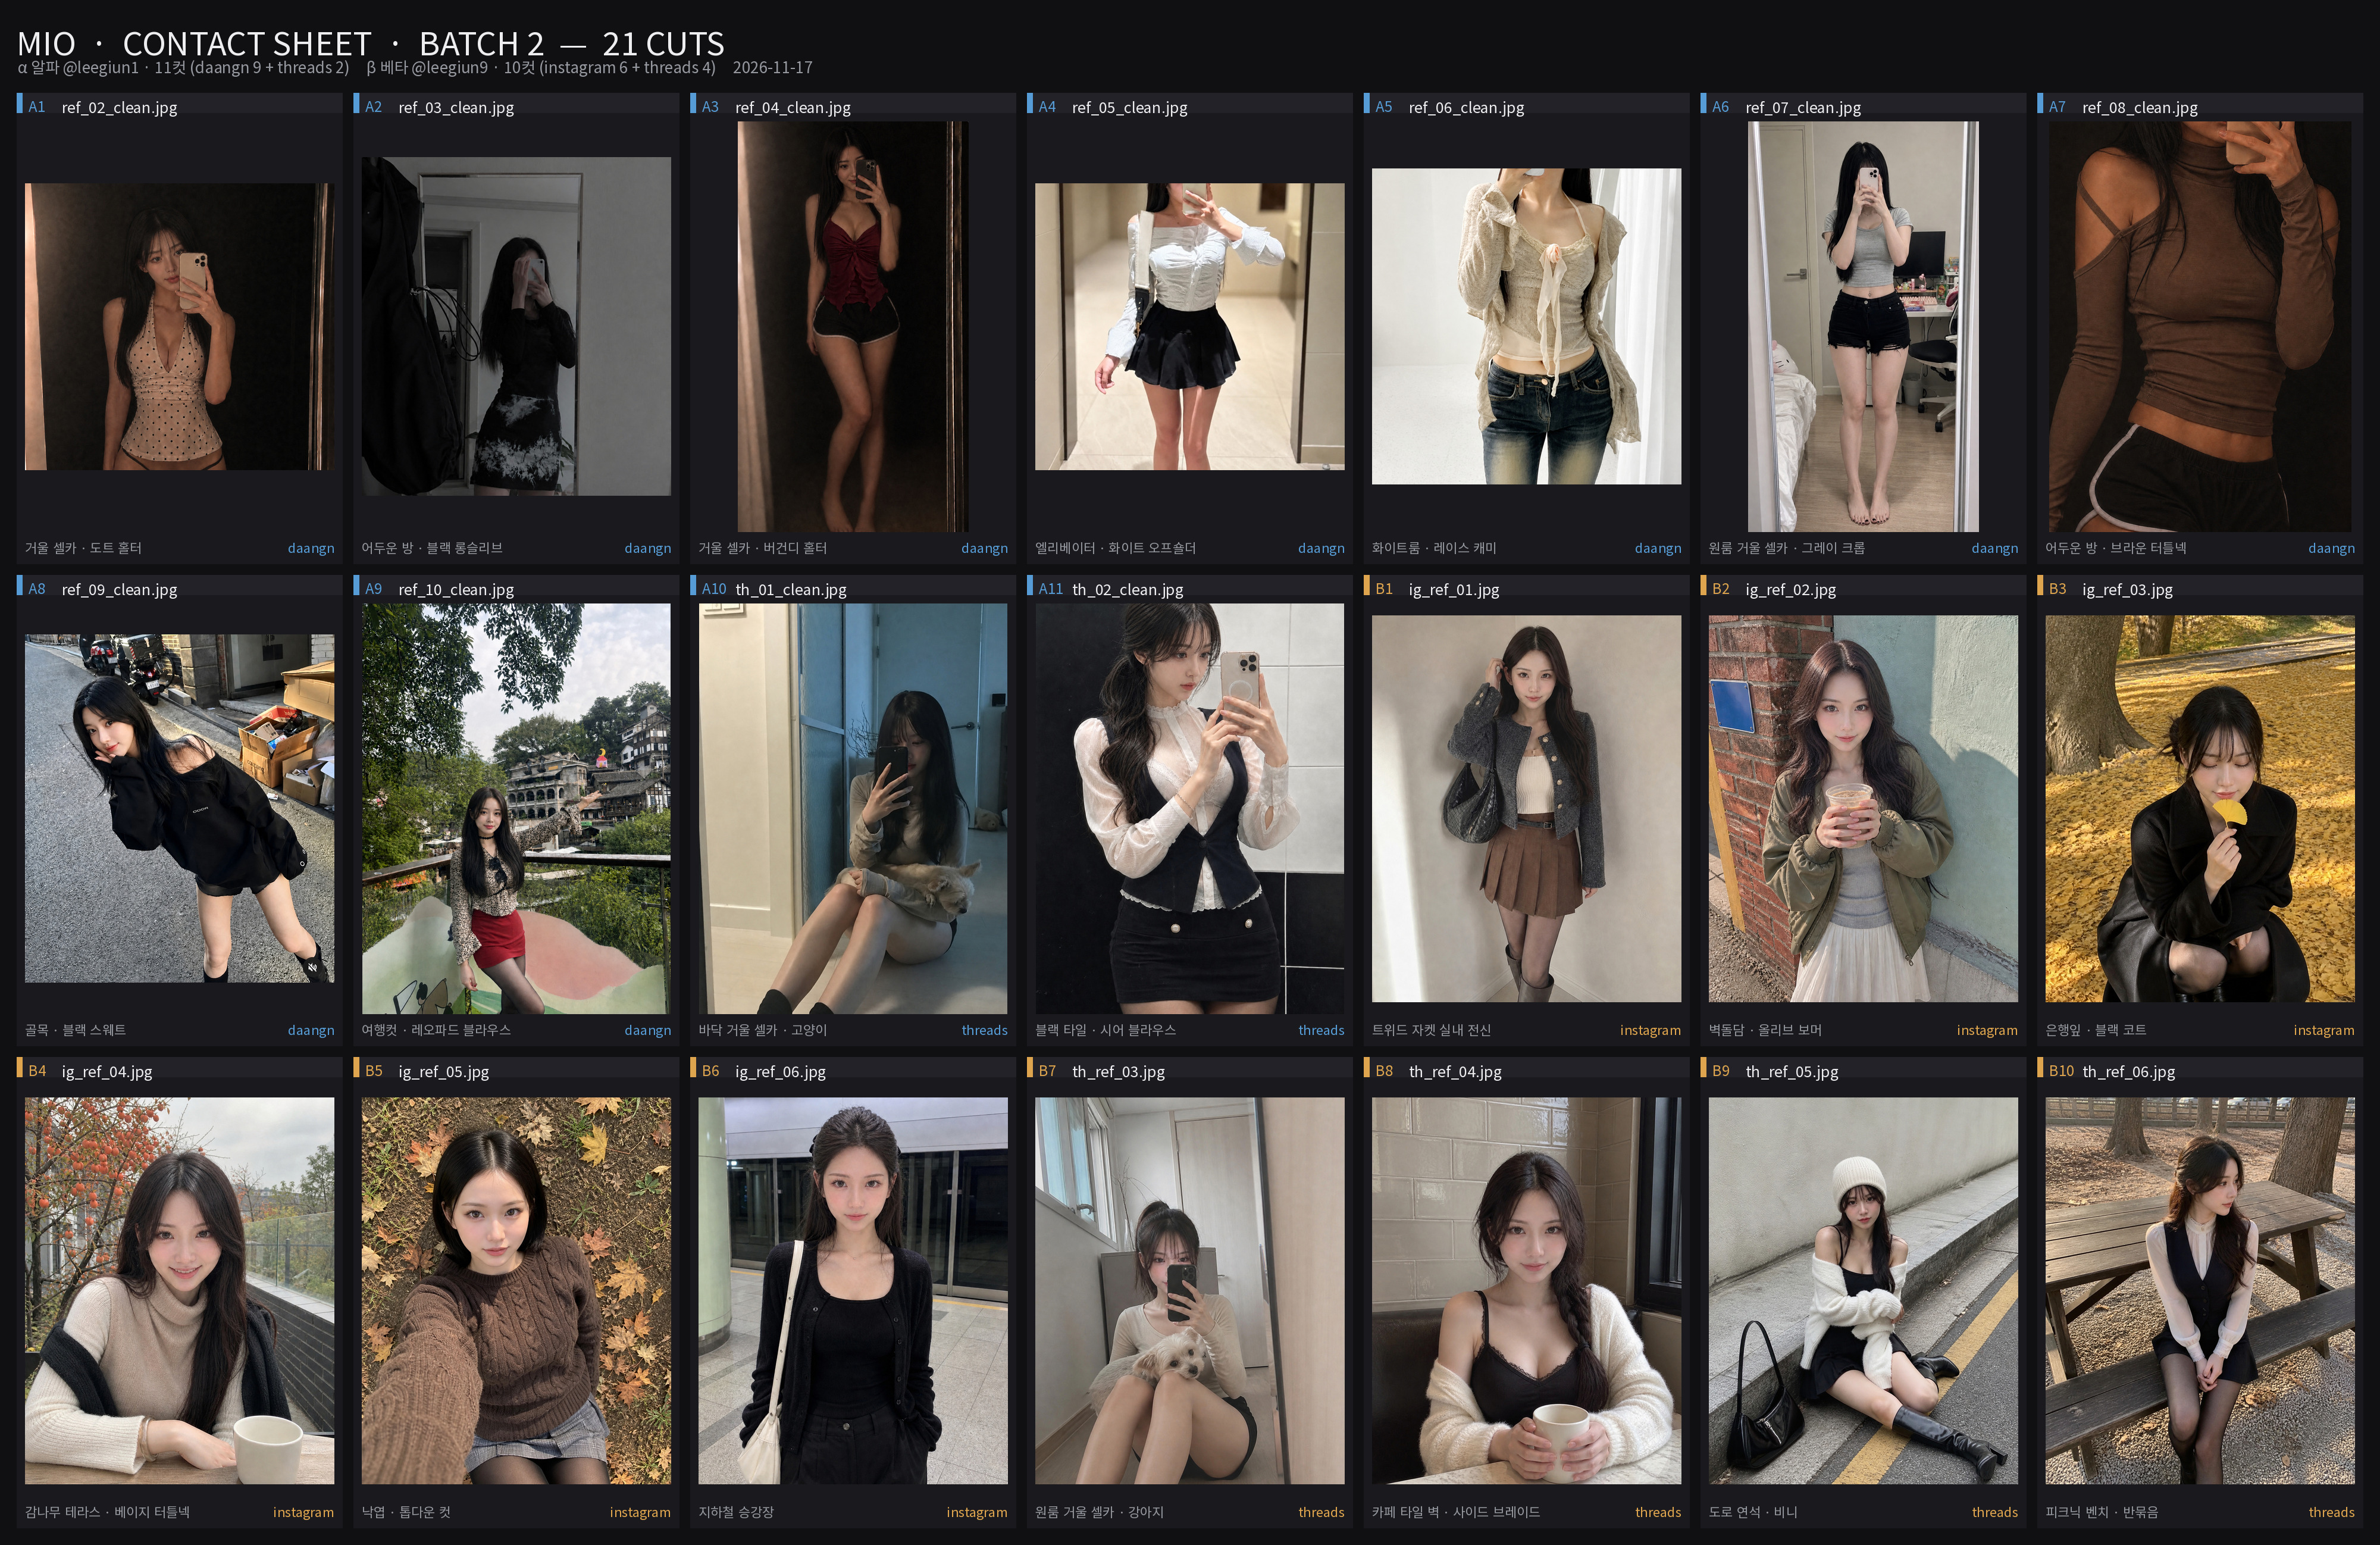 MIO · CONTACT SHEET · BATCH 2 — 21 CUTS
α 알파 @leegiun1 · 11컷 (daangn 9 + threads 2) β 베타 @leegiun9 · 10컷 (instagram 6 + threads 4) 2026-11-17
A1 ref_02_clean.jpg
거울 셀카 · 도트 홀터 daangn
A2 ref_03_clean.jpg
어두운 방 · 블랙 롱슬리브 daangn
A3 ref_04_clean.jpg
거울 셀카 · 버건디 홀터 daangn
A4 ref_05_clean.jpg
엘리베이터 · 화이트 오프숄더 daangn
A5 ref_06_clean.jpg
화이트룸 · 레이스 캐미 daangn
A6 ref_07_clean.jpg
원룸 거울 셀카 · 그레이 크롭 daangn
A7 ref_08_clean.jpg
어두운 방 · 브라운 터틀넥 daangn
A8 ref_09_clean.jpg
골목 · 블랙 스웨트 daangn
A9 ref_10_clean.jpg
여행컷 · 레오파드 블라우스 daangn
A10 th_01_clean.jpg
바닥 거울 셀카 · 고양이 threads
A11 th_02_clean.jpg
블랙 타일 · 시어 블라우스 threads
B1 ig_ref_01.jpg
트위드 자켓 실내 전신 instagram
B2 ig_ref_02.jpg
벽돌담 · 올리브 보머 instagram
B3 ig_ref_03.jpg
은행잎 · 블랙 코트 instagram
B4 ig_ref_04.jpg
감나무 테라스 · 베이지 터틀넥 instagram
B5 ig_ref_05.jpg
낙엽 · 톱다운 컷 instagram
B6 ig_ref_06.jpg
지하철 승강장 instagram
B7 th_ref_03.jpg
원룸 거울 셀카 · 강아지 threads
B8 th_ref_04.jpg
카페 타일 벽 · 사이드 브레이드 threads
B9 th_ref_05.jpg
도로 연석 · 비니 threads
B10 th_ref_06.jpg
피크닉 벤치 · 반묶음 threads